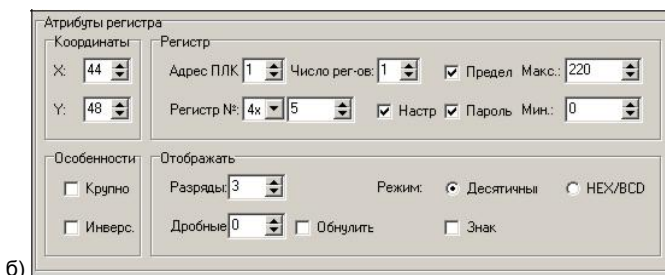 Атрибуты регистра
Координаты Регистр
X: 44 Адрес ПЛК 1 Число рег-ов: 1 Предел Макс.: 220
Y: 48 Регистр №: 4x 5 Настр Пароль Мин.: 0
Особенности Отображать
Крупно Разряды: 3 Режим: Десятичны HEX/BCD
Инверс. Дробные 0 Обнулить Знак
б)